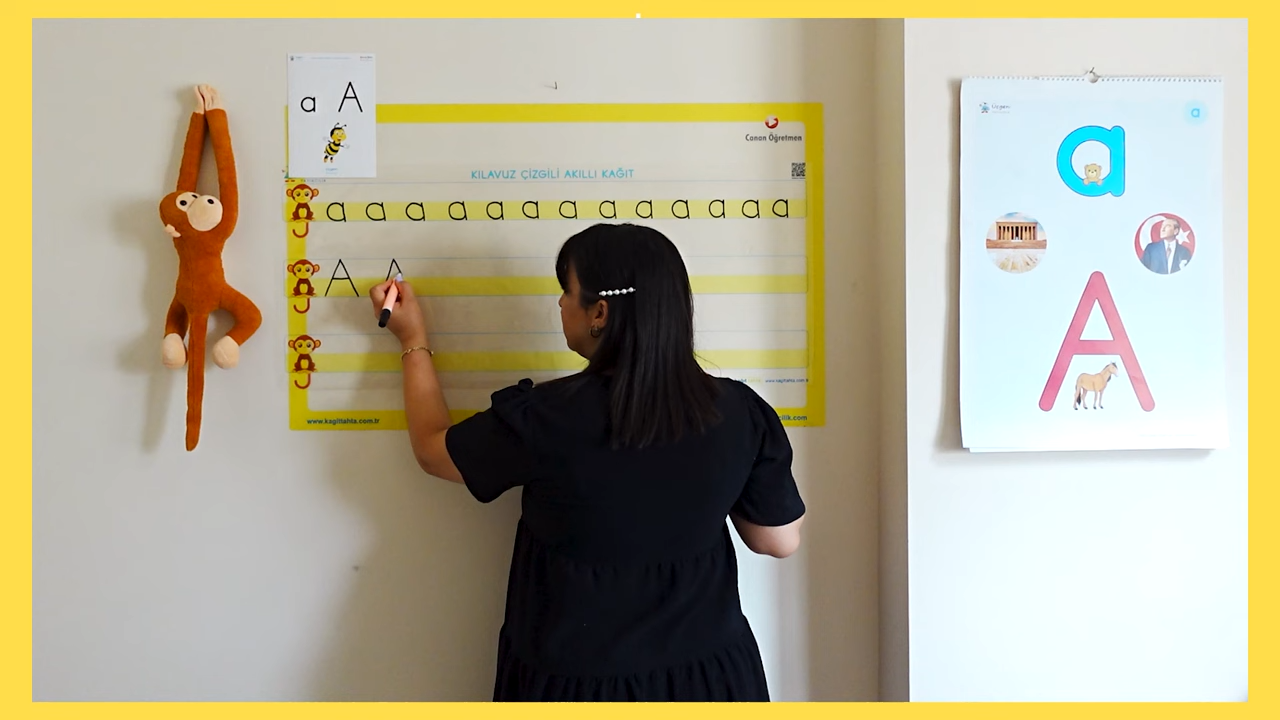 a A
Canan Öğretmen
KILAVUZ ÇİZGİLİ AKILLI KAĞIT
a a a a a a a a a a a a a
A A
www.kagittahta.com.tr
a
a
A